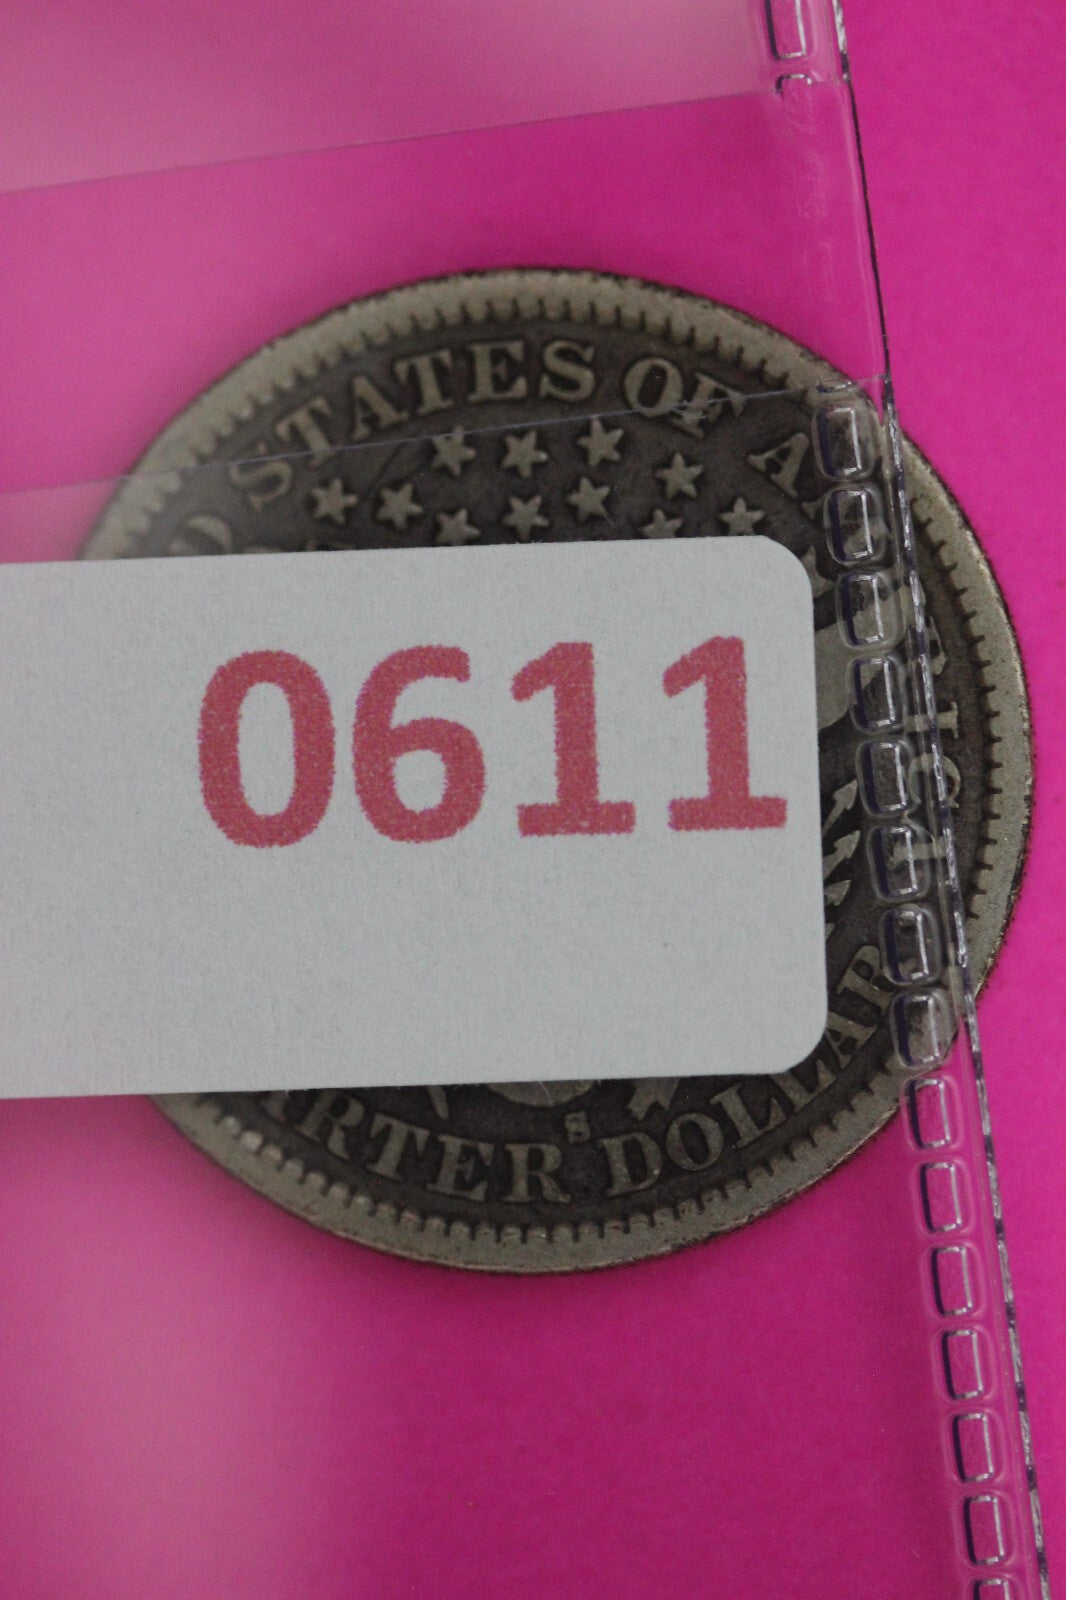 D STATES OF A
0611
S
RTER DOLLAR